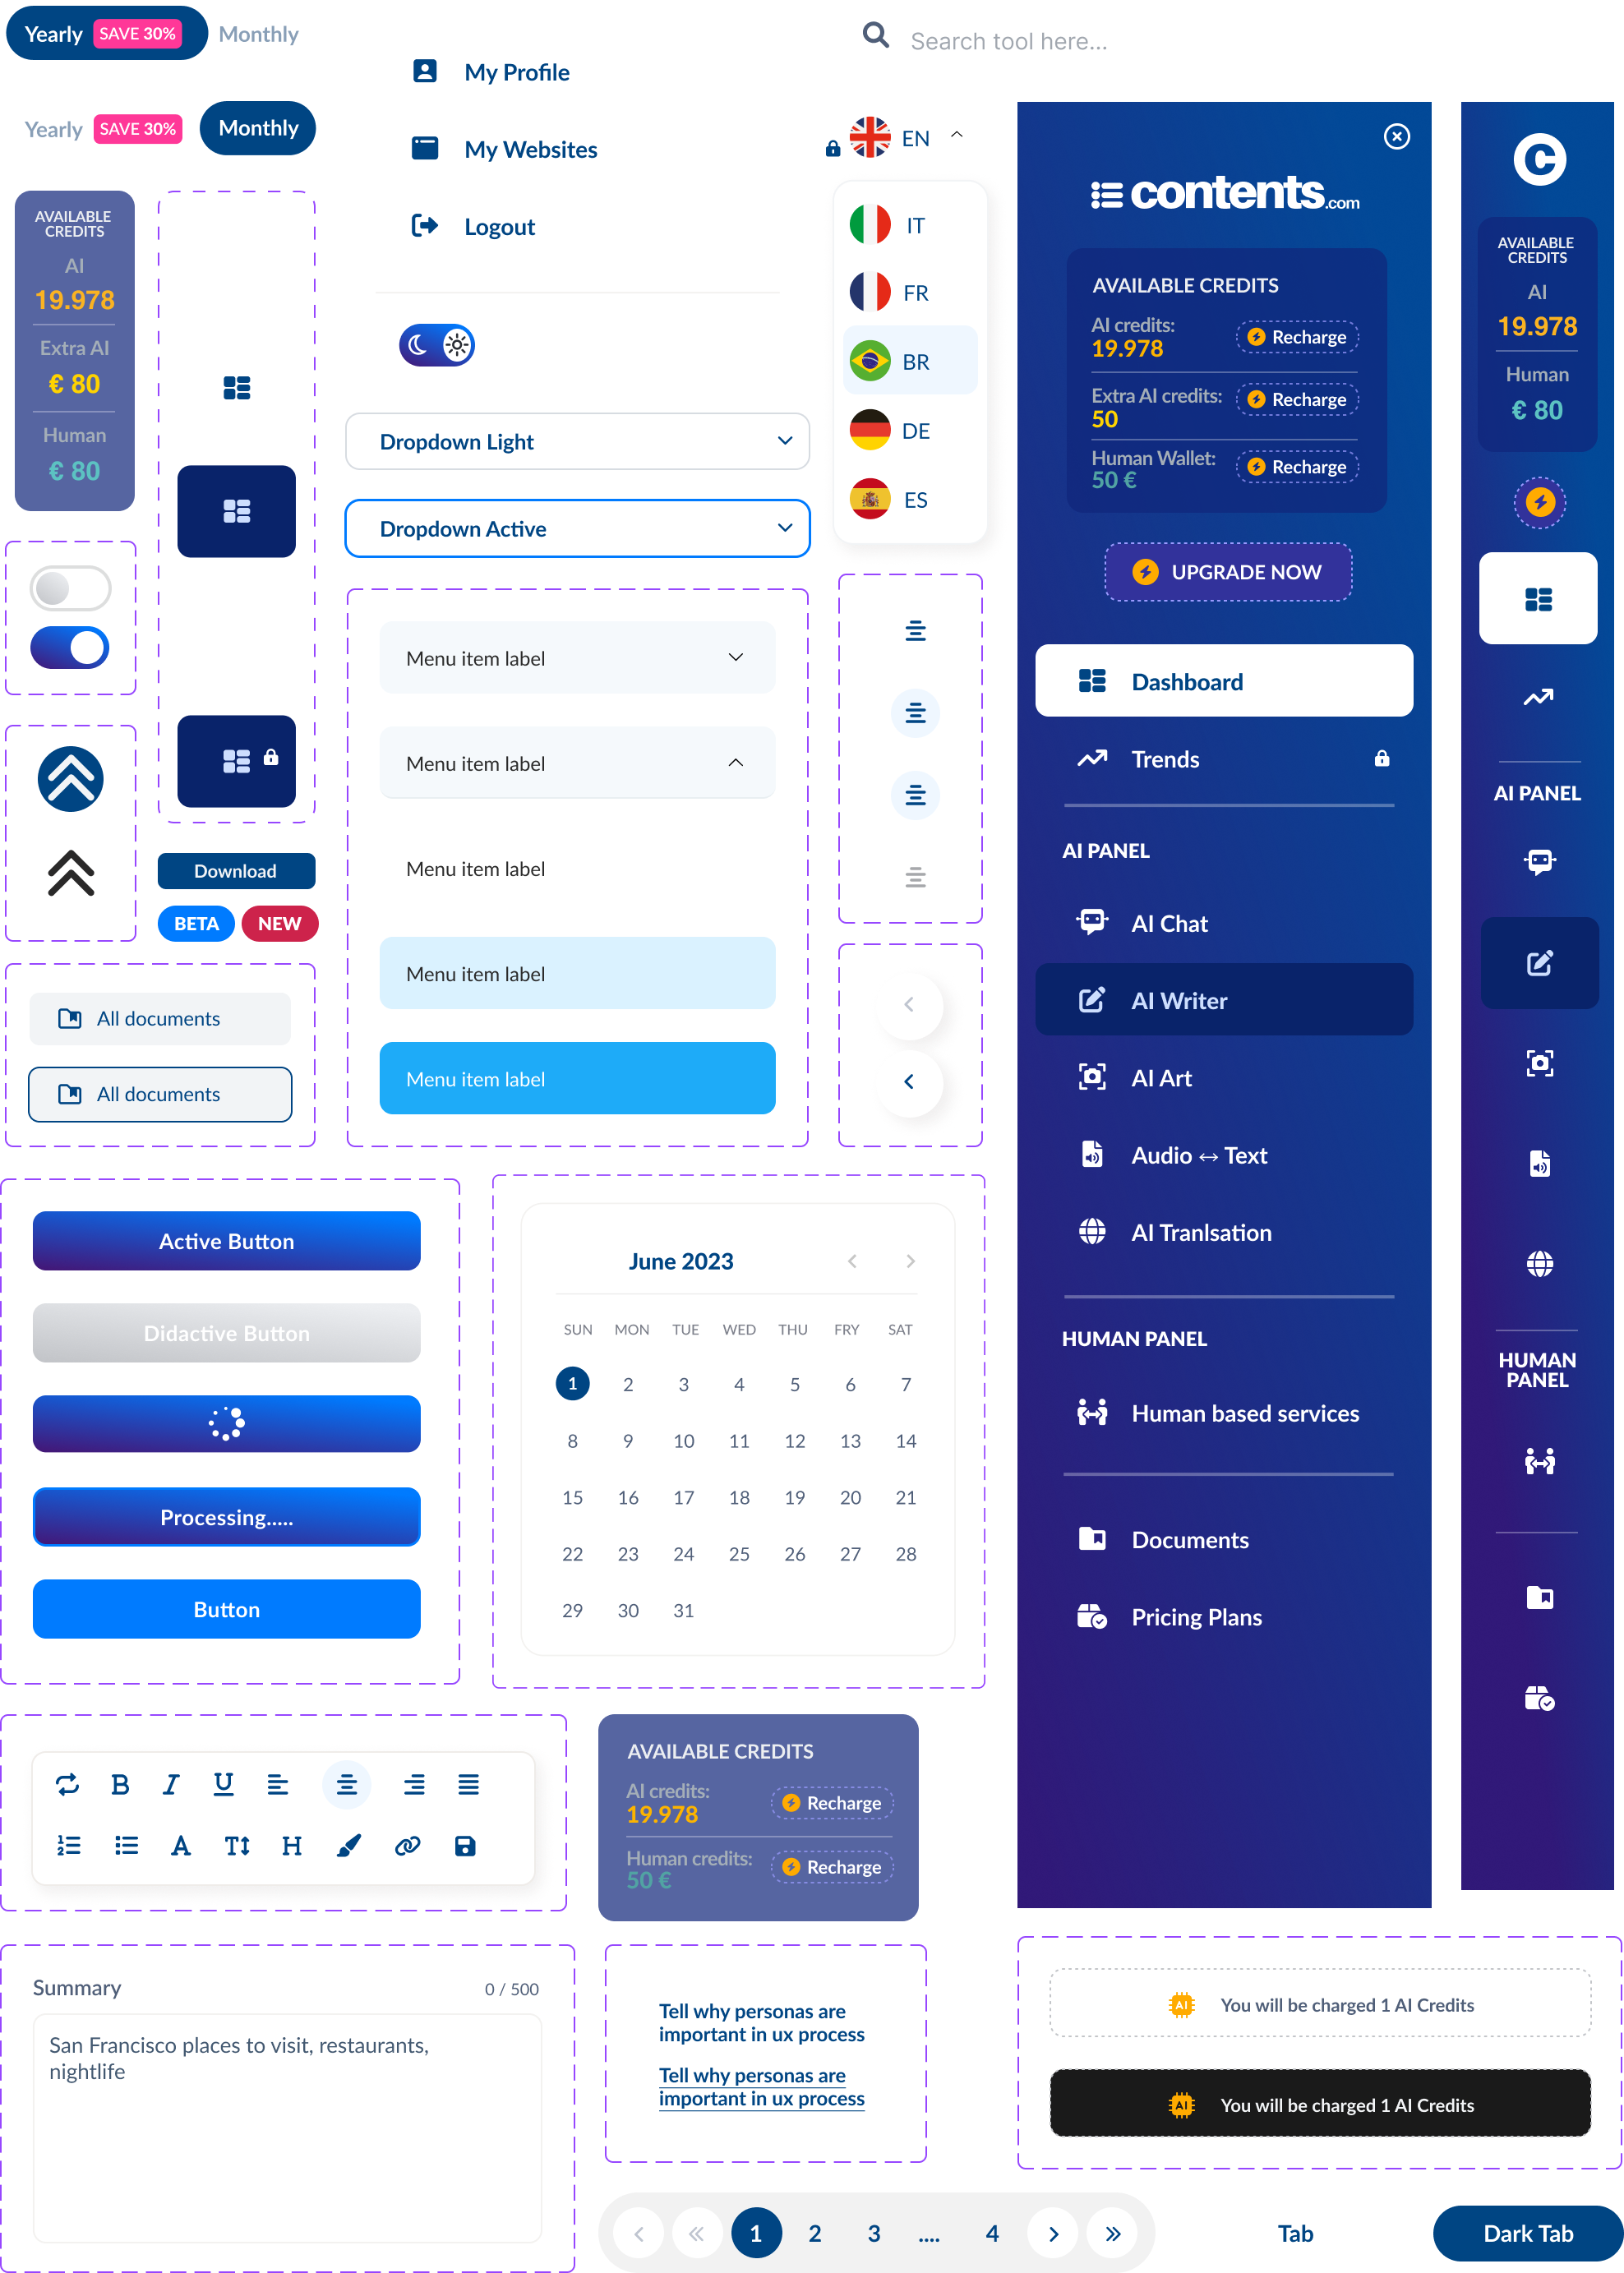 Yearly SAVE 30% Monthly
Yearly SAVE 30% Monthly
AVAILABLE
CREDITS
AI
19.978
Extra AI
€ 80
Human
€ 80
Download
BETA NEW
All documents
All documents
My Profile
My Websites
Logout
Dropdown Light
Dropdown Active
Menu item label
Menu item label
Menu item label
Menu item label
Menu item label
Search tool here...
EN
IT
FR
BR
DE
ES
contents.com
AVAILABLE CREDITS
AI credits:
19.978
Recharge
Extra AI credits:
50
Recharge
Human Wallet:
50 €
Recharge
UPGRADE NOW
Dashboard
Trends
AI PANEL
AI Chat
AI Writer
AI Art
Audio ↔ Text
AI Tranlsation
HUMAN PANEL
Human based services
Documents
Pricing Plans
C
AVAILABLE
CREDITS
AI
19.978
Human
€ 80
AI PANEL
HUMAN
PANEL
Active Button
Didactive Button
Processing.....
Button
June 2023
SUN MON TUE WED THU FRY SAT
1 2 3 4 5 6 7
8 9 10 11 12 13 14
15 16 17 18 19 20 21
22 23 24 25 26 27 28
29 30 31
B I U
A T H
AVAILABLE CREDITS
AI credits:
19.978
Recharge
Human credits:
50 €
Recharge
Summary 0 / 500
San Francisco places to visit, restaurants,
nightlife
Tell why personas are
important in ux process
Tell why personas are
important in ux process
AI You will be charged 1 AI Credits
AI You will be charged 1 AI Credits
1 2 3 .... 4
Tab
Dark Tab